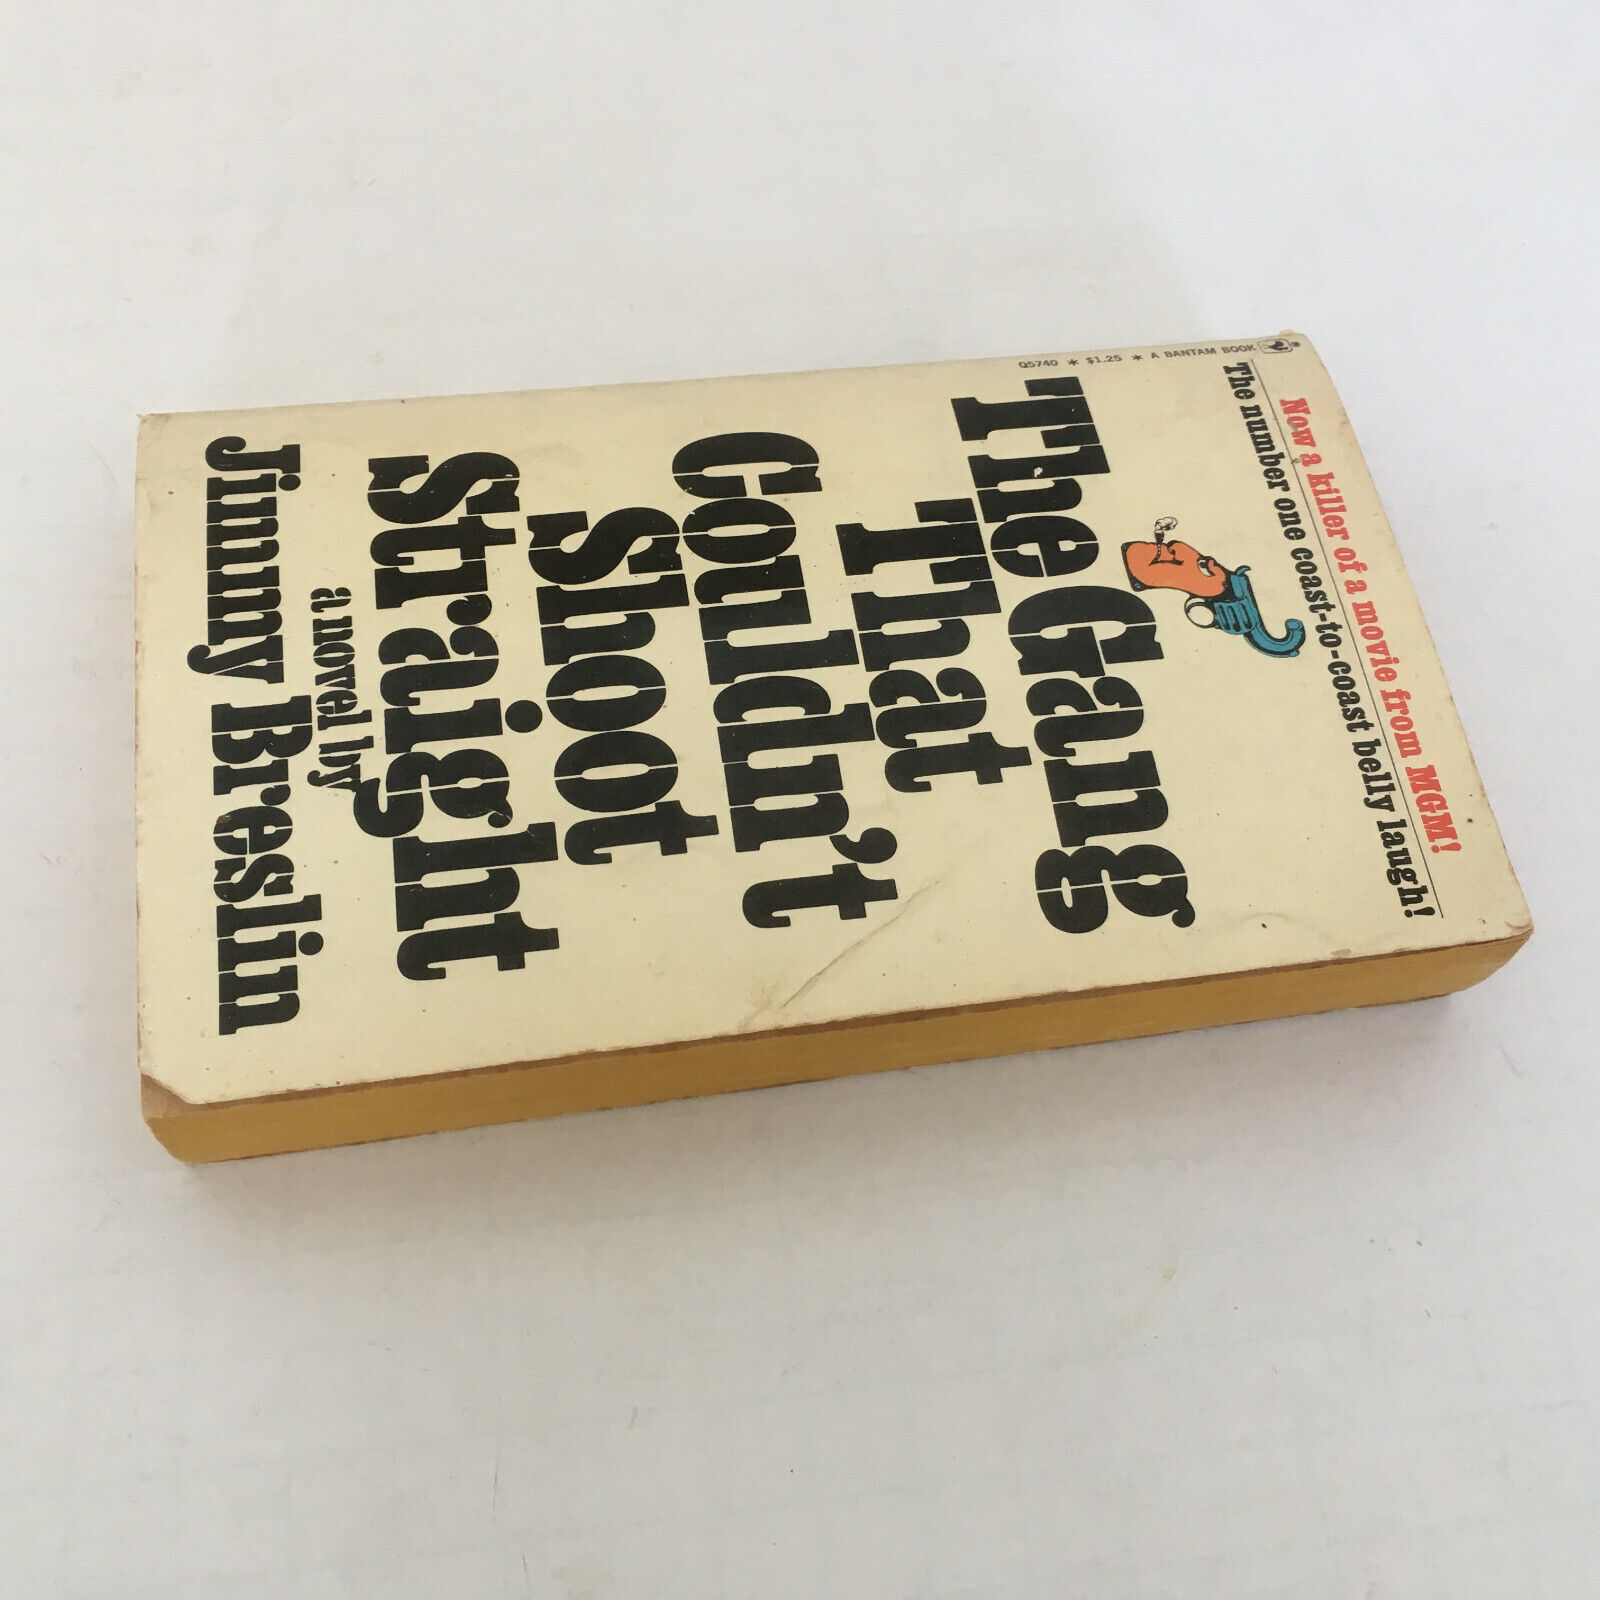 Q5740 * $1.25 * A BANTAM BOOK
Now a killer of a movie from MGM!
The number one coast-to-coast belly laugh!
The Gang
That
Couldn't
Shoot
Straight
a novel by
Jimmy Breslin